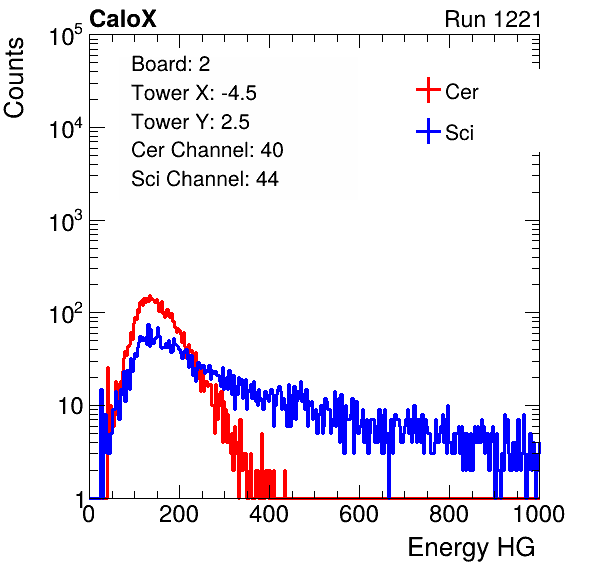 CaloX Run 1221
Counts
10^5
10^4
10^3
10^2
10
1
Board: 2
Tower X: -4.5
Tower Y: 2.5
Cer Channel: 40
Sci Channel: 44
Cer
Sci
0 200 400 600 800 1000
Energy HG